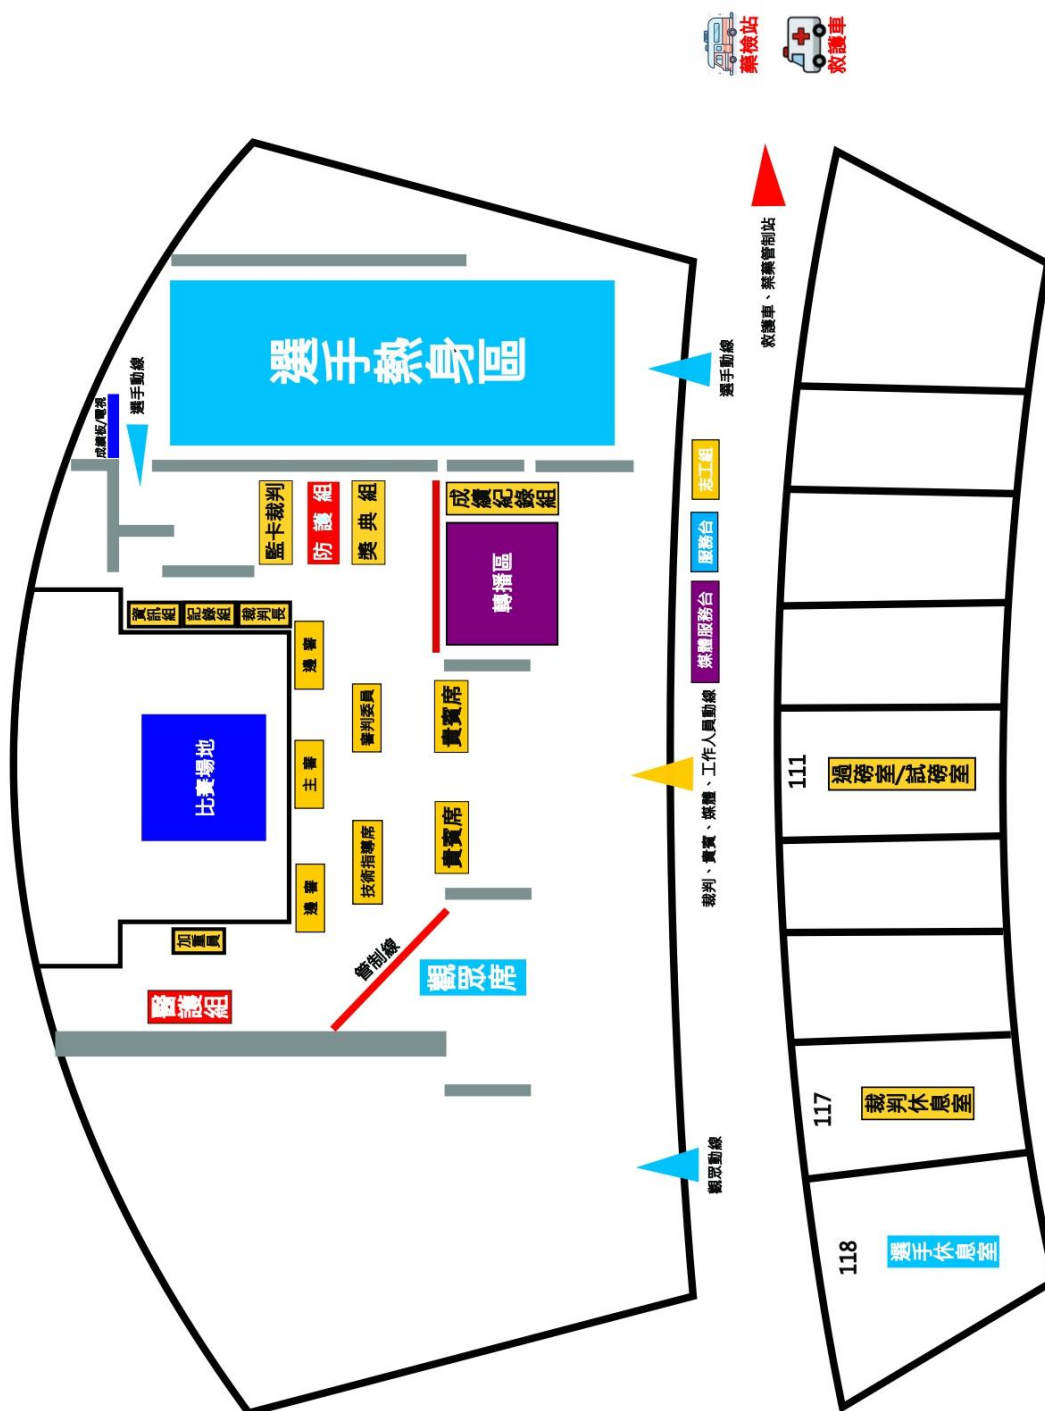 藥檢站
救護車
救護車、禁藥管制站
選手熱身區
選手動線
成績板/電視
選手動線
志工組
服務台
媒體服務台
監卡裁判
防護組
獎典組
成績紀錄組
轉播區
資訊組
記錄組
裁判長
邊審
主審
邊審
審判委員
技術指導席
貴賓席
貴賓席
比賽場地
加重員
醫護組
管制線
觀眾席
裁判、貴賓、媒體、工作人員動線
觀眾動線
111
過磅室/試磅室
117
裁判休息室
118
選手休息室